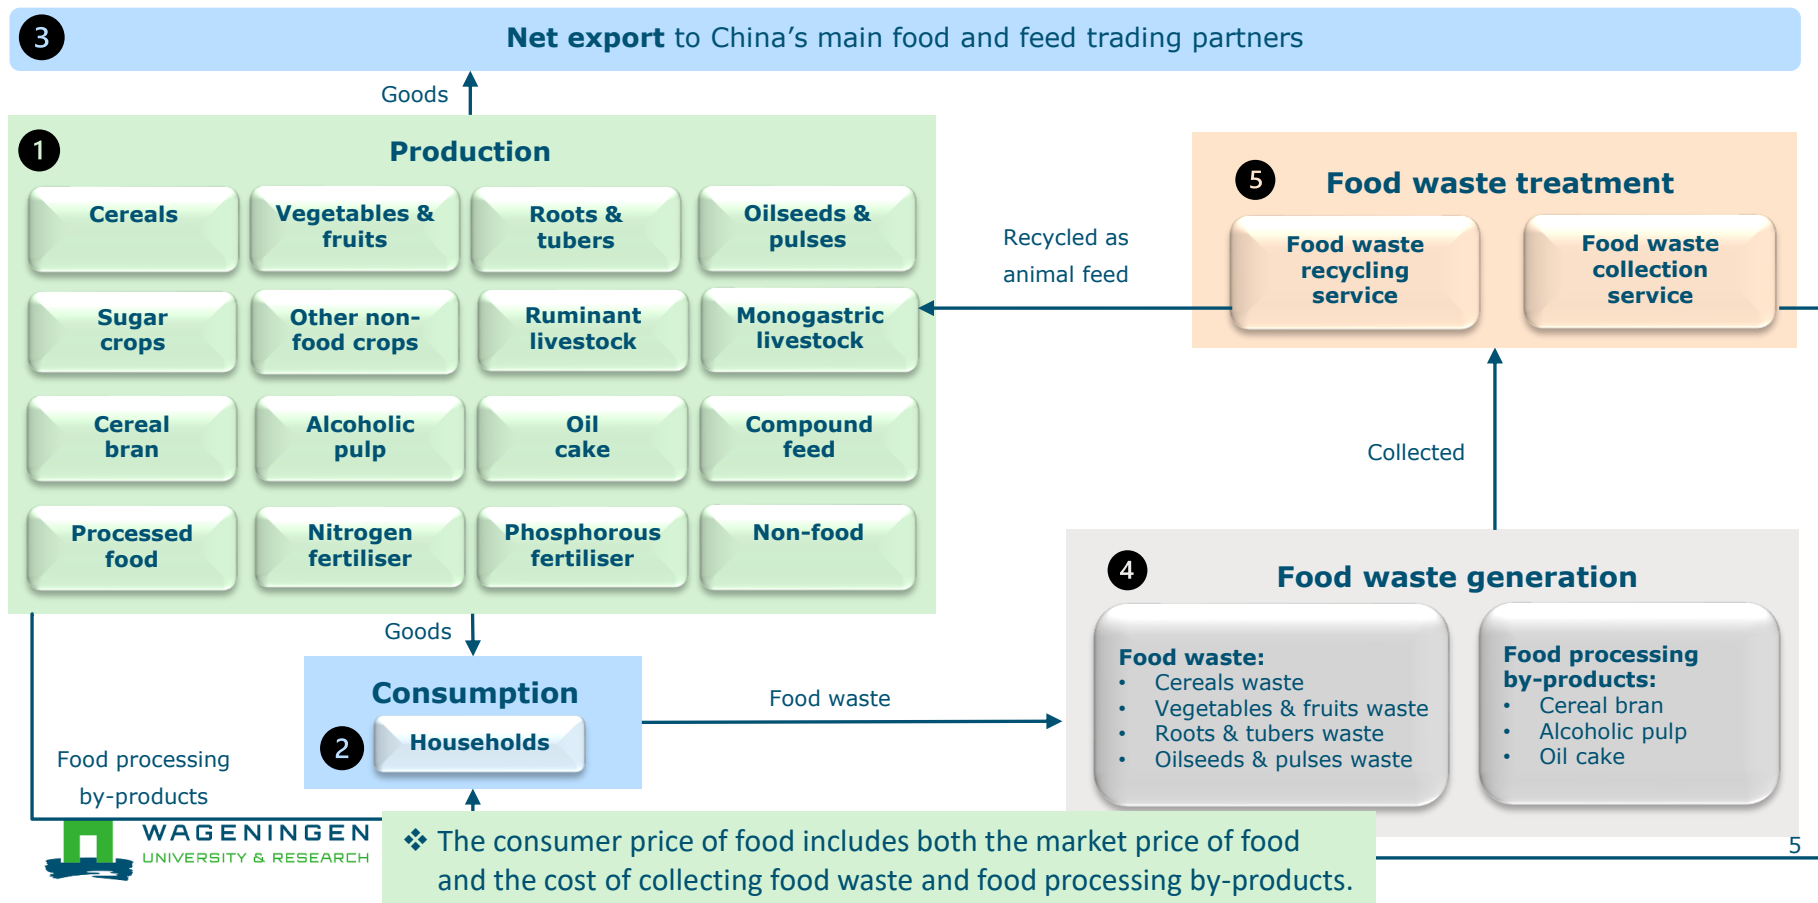 3
Net export to China's main food and feed trading partners
Goods
1
Production
Cereals
Vegetables &
fruits
Roots &
tubers
Oilseeds &
pulses
Sugar
crops
Other non-
food crops
Ruminant
livestock
Monogastric
livestock
Cereal
bran
Alcoholic
pulp
Oil
cake
Compound
feed
Processed
food
Nitrogen
fertiliser
Phosphorous
fertiliser
Non-food
Recycled as
animal feed
5
Food waste treatment
Food waste
recycling
service
Food waste
collection
service
Collected
4
Food waste generation
Food waste:
• Cereals waste
• Vegetables & fruits waste
• Roots & tubers waste
• Oilseeds & pulses waste
Food processing
by-products:
• Cereal bran
• Alcoholic pulp
• Oil cake
Goods
Consumption
2
Households
Food waste
Food processing
by-products
WAGENINGEN
UNIVERSITY & RESEARCH
❖ The consumer price of food includes both the market price of food
and the cost of collecting food waste and food processing by-products.
5